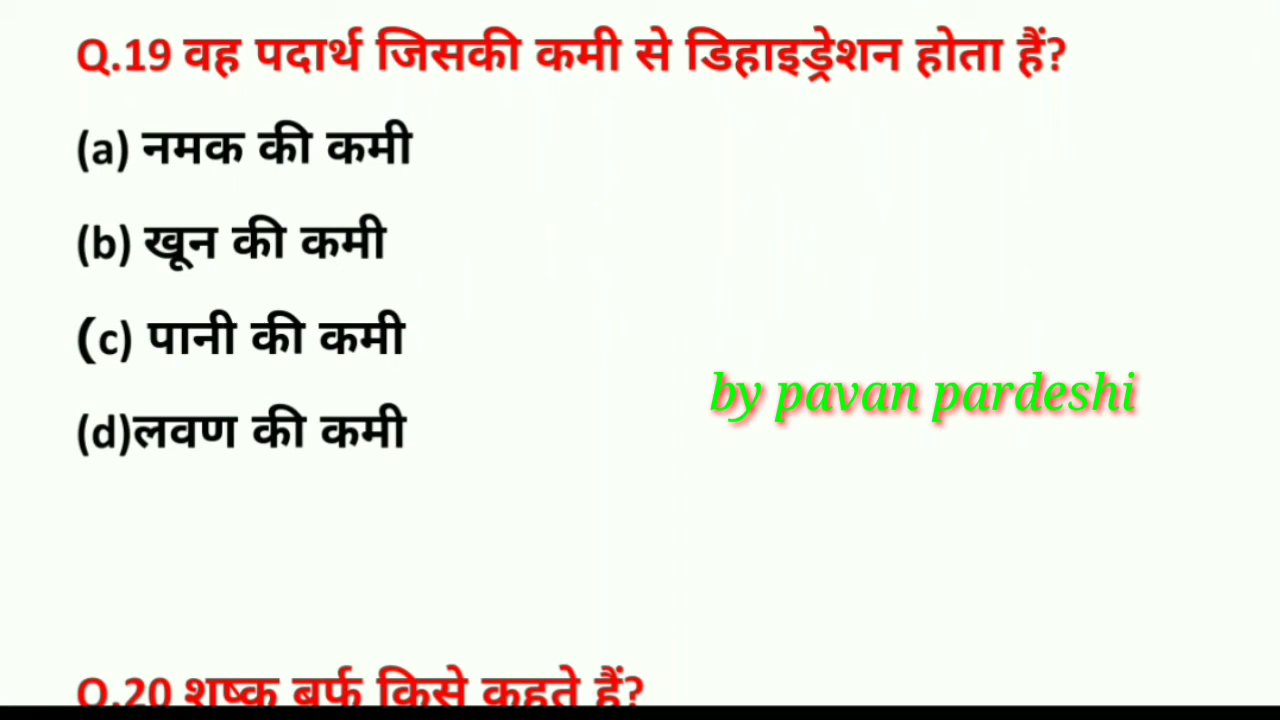 Q.19 वह पदार्थ जिसकी कमी से डिहाइड्रेशन होता हैं?
(a) नमक की कमी
(b) खून की कमी
(c) पानी की कमी
by pavan pardeshi
(d)लवण की कमी
Q.20 शुष्क बर्फ किसे कहते हैं?